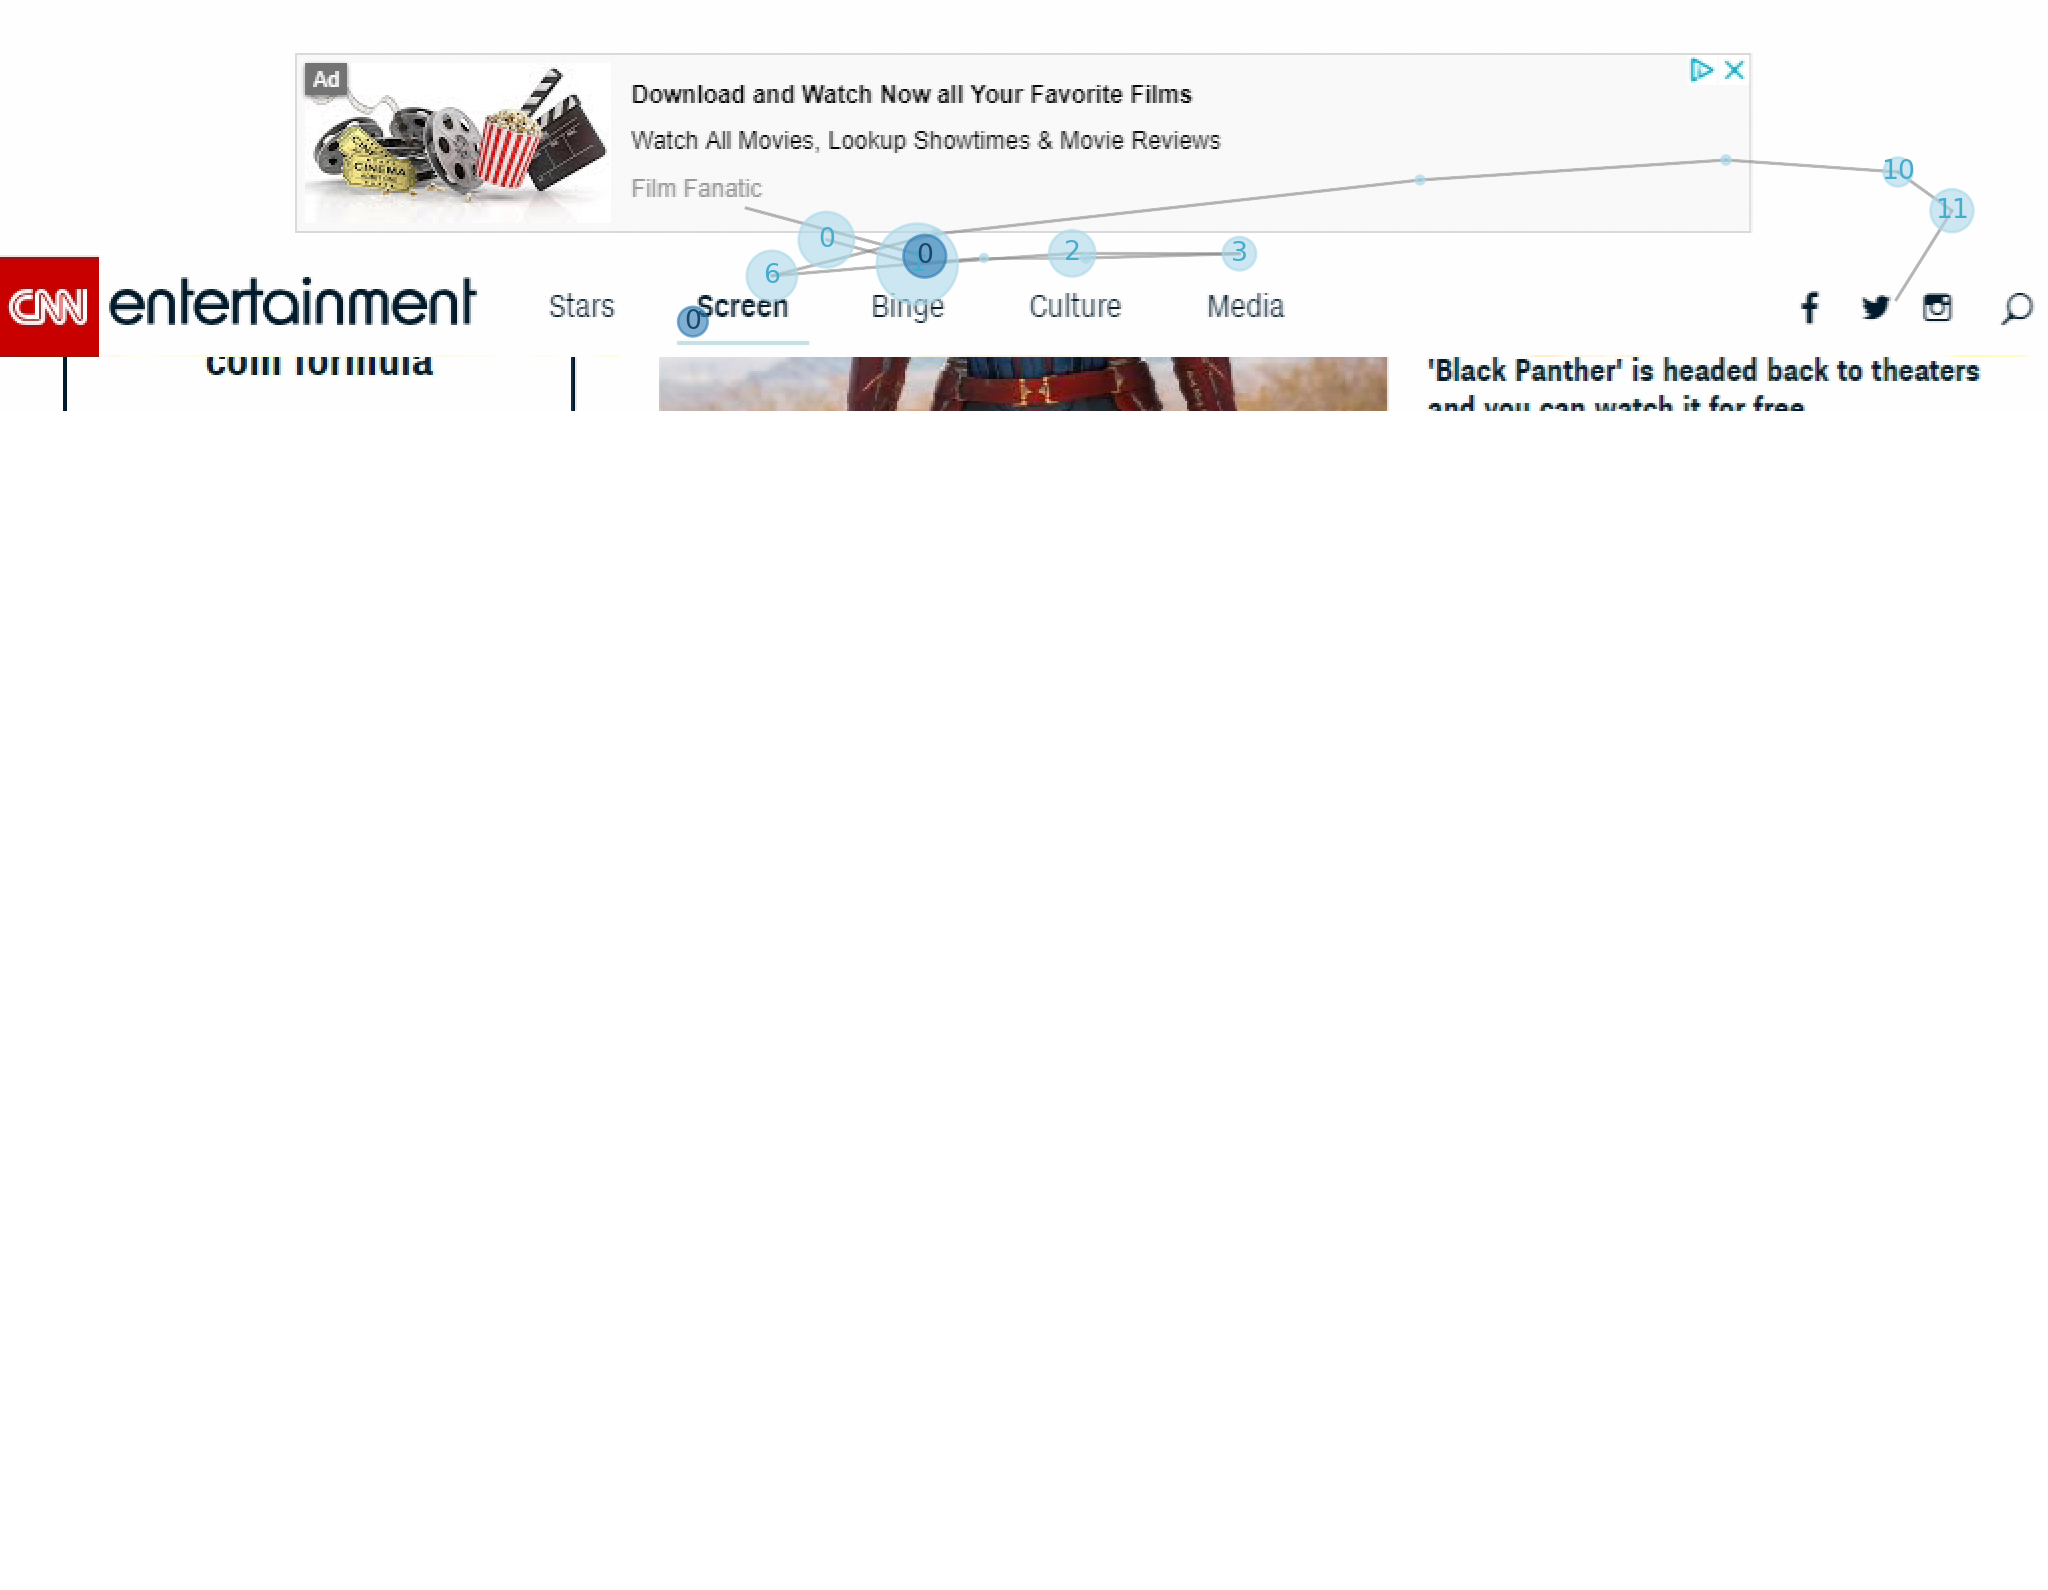 Ad
Download and Watch Now all Your Favorite Films
Watch All Movies, Lookup Showtimes & Movie Reviews
Film Fanatic
10
11
0
0
2
3
6
CNN entertainment Stars Screen Binge Culture Media
0
com formula
'Black Panther' is headed back to theaters
and you can watch it for free
CINEMA